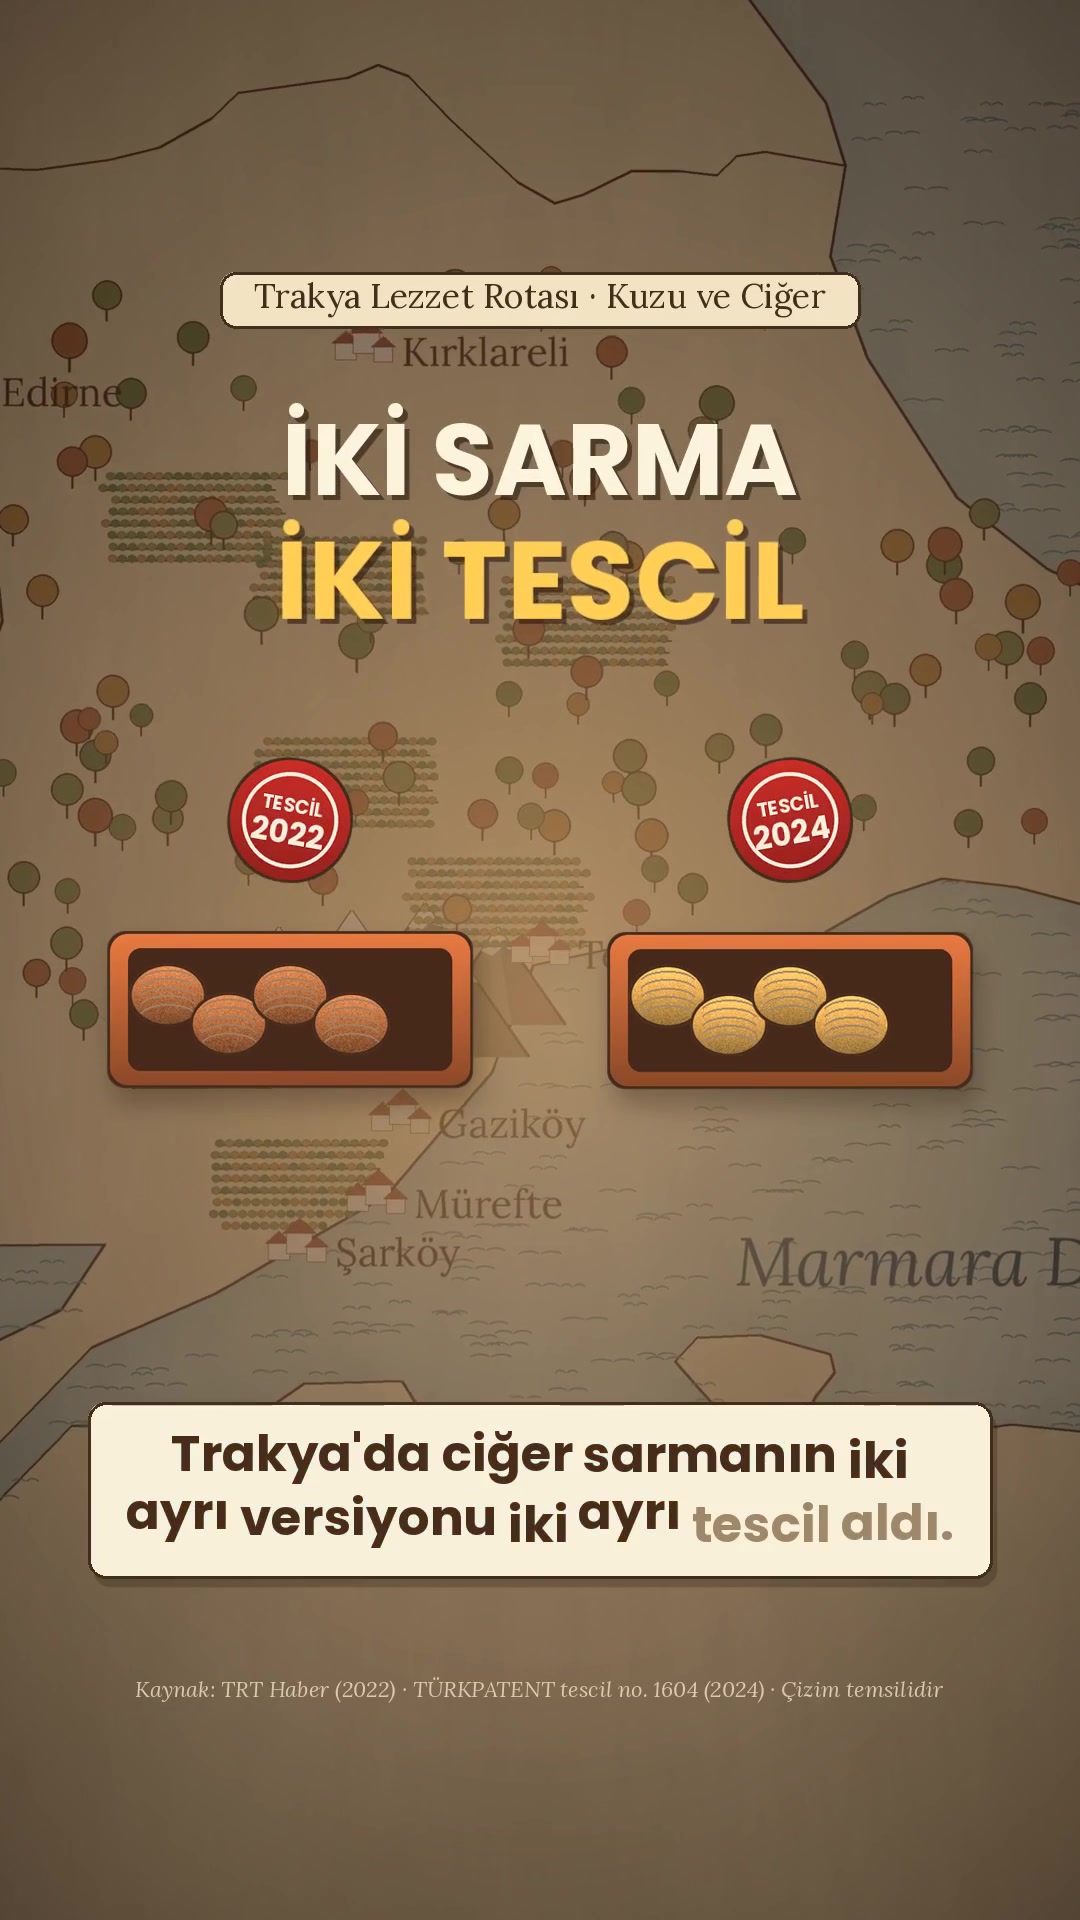 Trakya Lezzet Rotası · Kuzu ve Ciğer
Kırklareli
Edirne
İKİ SARMA
İKİ TESCİL
TESCİL
2022
TESCİL
2024
Gaziköy
Mürefte
Şarköy
Marmara
Trakya'da ciğer sarmanın iki
ayrı versiyonu iki ayrı tescil aldı.
Kaynak: TRT Haber (2022) · TÜRKPATENT tescil no. 1604 (2024) · Çizim temsilidir